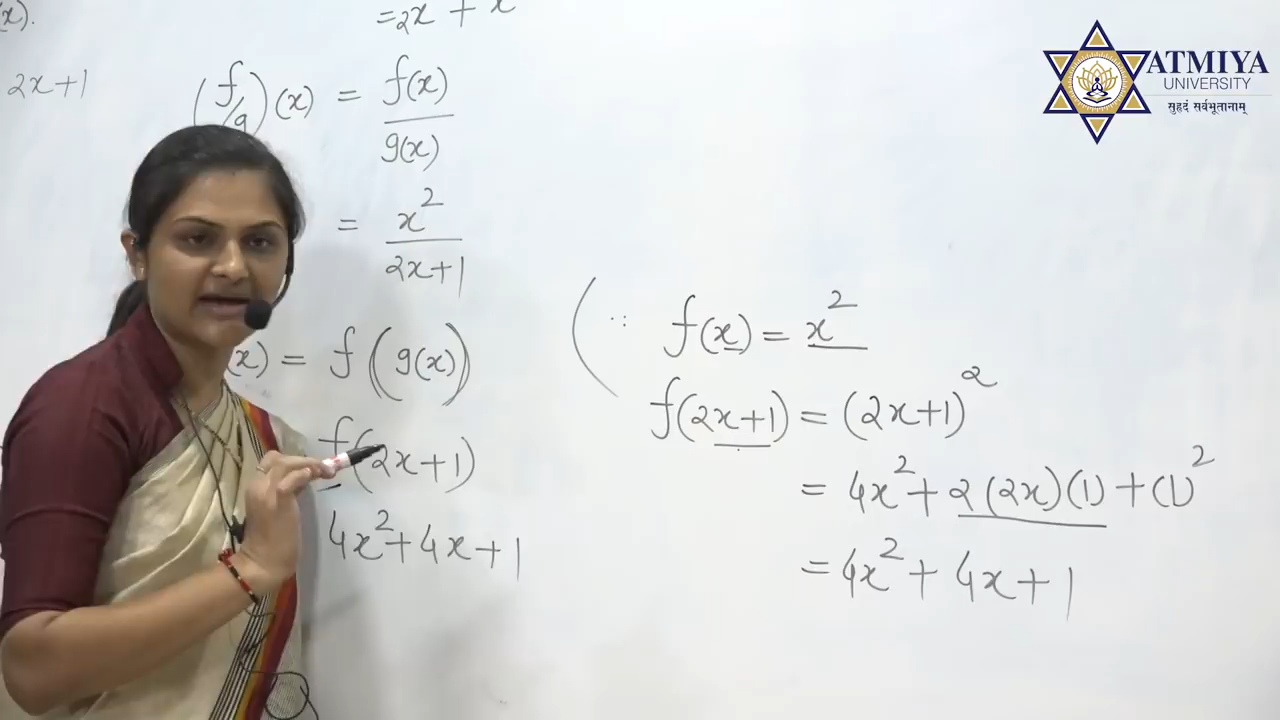 (x).
2x+1
=2x + x
(f/g)(x) = f(x)/g(x)
= x²/2x+1
(x) = f(g(x))
f(2x+1)
4x²+4x+1
(∵ f(x) = x²
f(2x+1) = (2x+1)²
= 4x²+2(2x)(1)+(1)²
=4x²+4x+1
ATMIYA
UNIVERSITY
सुहृदं सर्वभूतानाम्